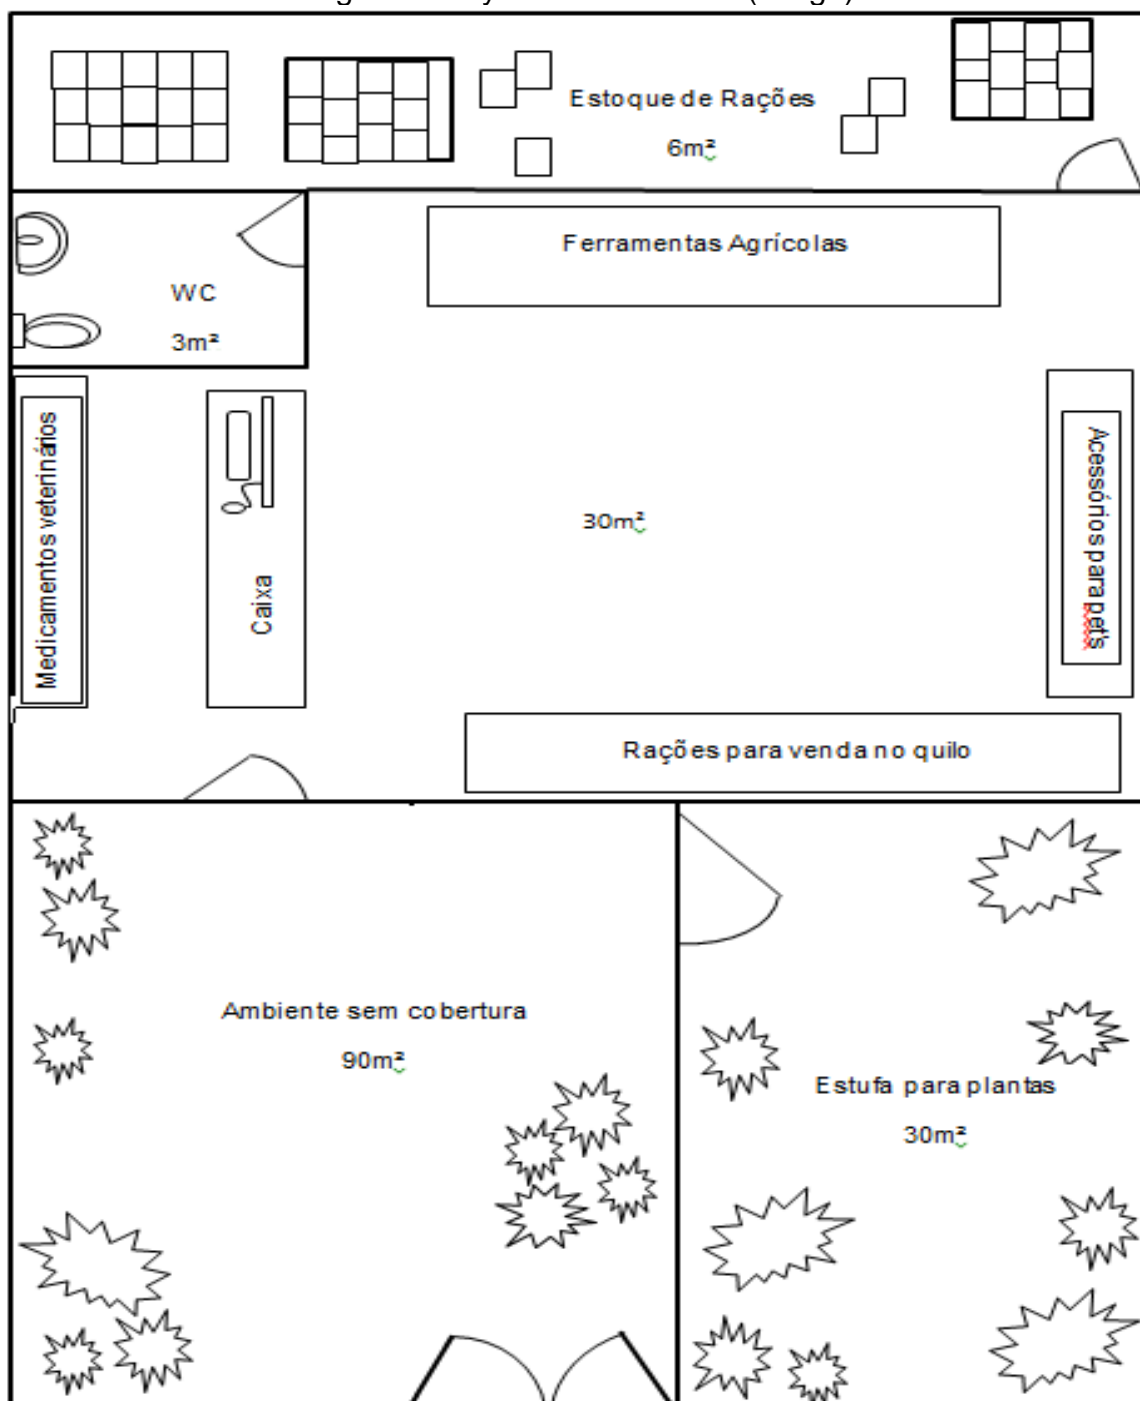 Estoque de Rações
6m²
Ferramentas Agrícolas
WC
3m²
Medicamentos veterinários
Caixa
30m²
Acessórios para pet's
Rações para venda no quilo
Ambiente sem cobertura
90m²
Estufa para plantas
30m²